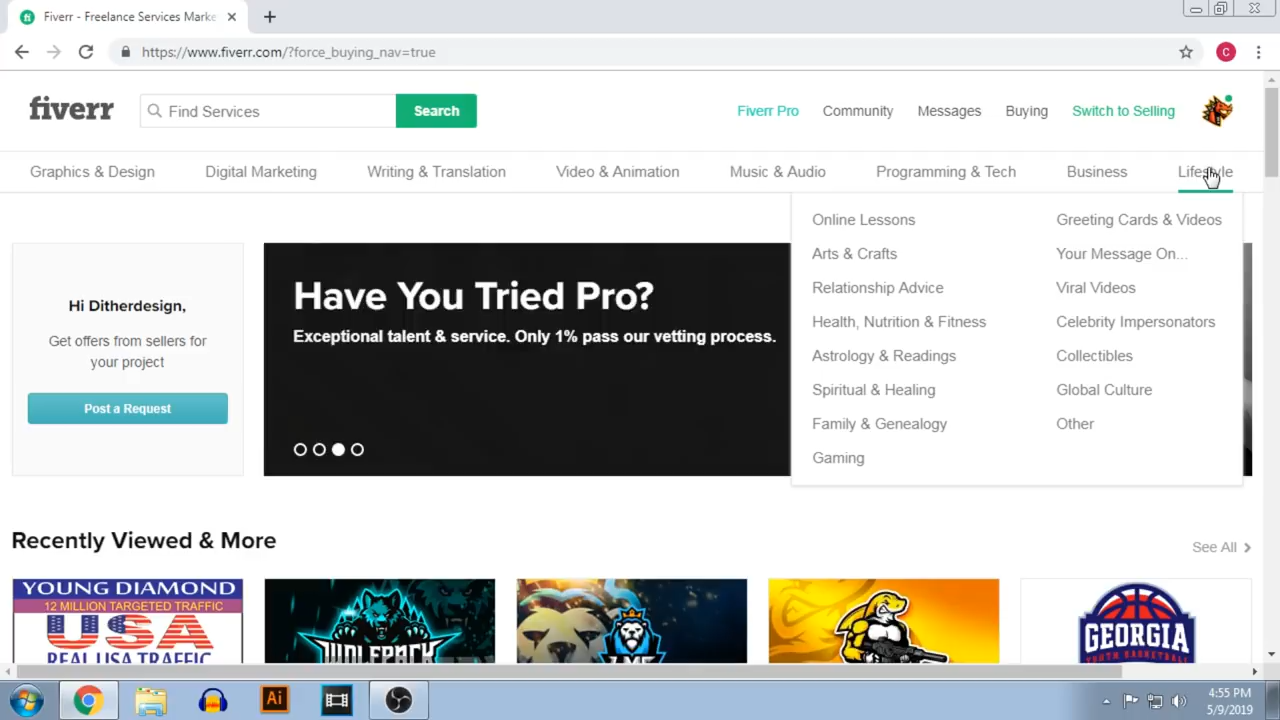 Fiverr - Freelance Services Marke
https://www.fiverr.com/?force_buying_nav=true
C
fiverr
Find Services
Search
Fiverr Pro
Community
Messages
Buying
Switch to Selling
Graphics & Design
Digital Marketing
Writing & Translation
Video & Animation
Music & Audio
Programming & Tech
Business
Lifestyle
Online Lessons
Greeting Cards & Videos
Arts & Crafts
Your Message On...
Relationship Advice
Viral Videos
Health, Nutrition & Fitness
Celebrity Impersonators
Astrology & Readings
Collectibles
Spiritual & Healing
Global Culture
Family & Genealogy
Other
Gaming
Hi Ditherdesign,
Get offers from sellers for
your project
Post a Request
Have You Tried Pro?
Exceptional talent & service. Only 1% pass our vetting process.
Recently Viewed & More
See All
YOUNG DIAMOND
12 MILLION TARGETED TRAFFIC
USA
REAL USA TRAFFIC
WOLFPACK
GEORGIA
YOUTH BASKETBALL
Ai
4:55 PM
5/9/2019